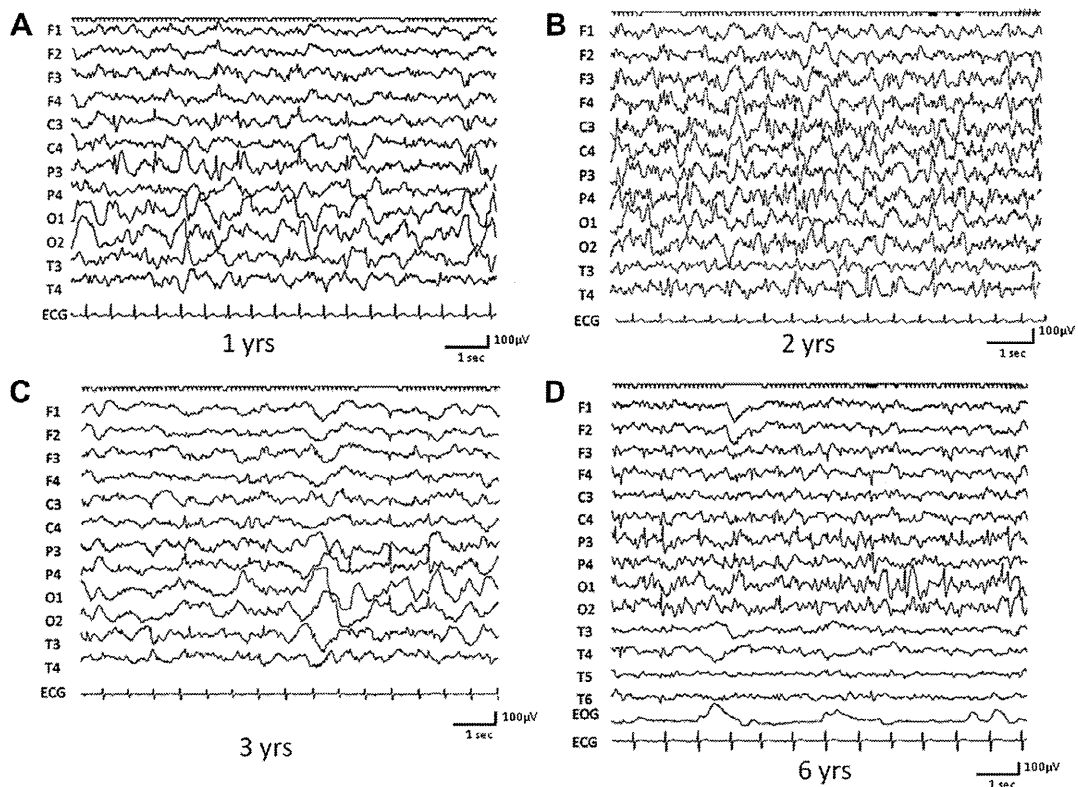 A
F1
F2
F3
F4
C3
C4
P3
P4
O1
O2
T3
T4
ECG
100μV
1 sec
1 yrs
B
F1
F2
F3
F4
C3
C4
P3
P4
O1
O2
T3
T4
ECG
100μV
1 sec
2 yrs
C
F1
F2
F3
F4
C3
C4
P3
P4
O1
O2
T3
T4
ECG
100μV
1 sec
3 yrs
D
F1
F2
F3
F4
C3
C4
P3
P4
O1
O2
T3
T4
T5
T6
EOG
ECG
100μV
1 sec
6 yrs